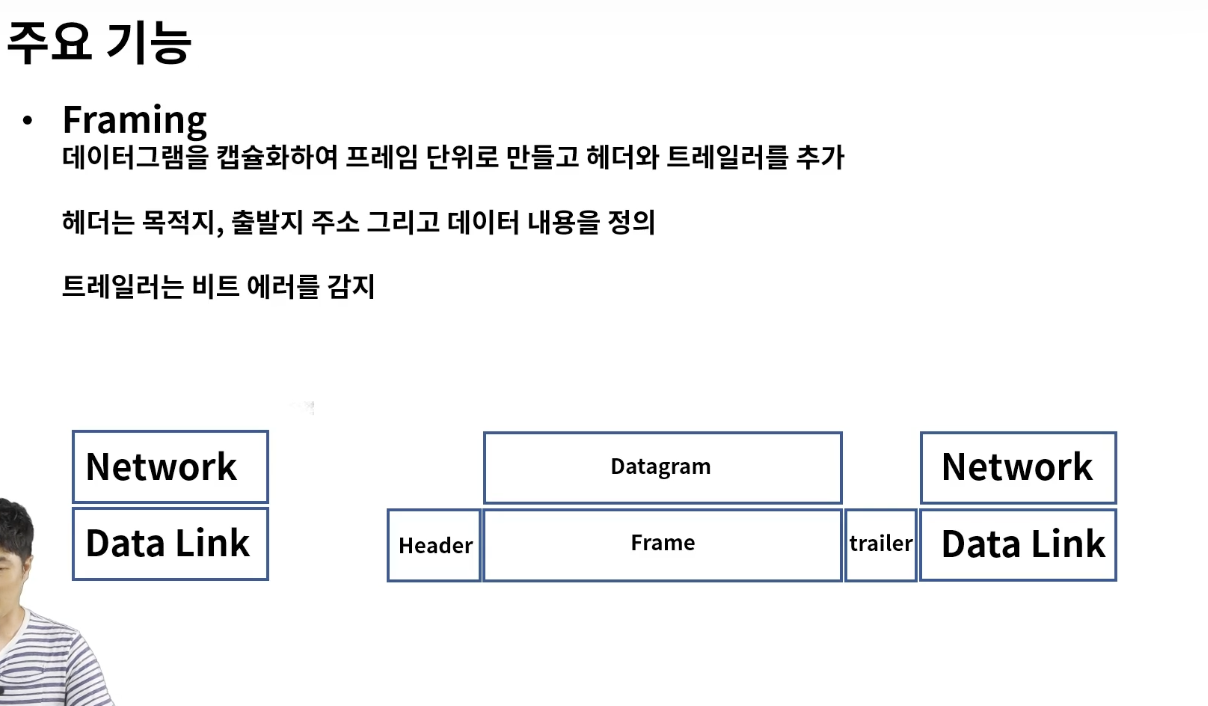 주요 기능
• Framing
데이터그램을 캡슐화하여 프레임 단위로 만들고 헤더와 트레일러를 추가
헤더는 목적지, 출발지 주소 그리고 데이터 내용을 정의
트레일러는 비트 에러를 감지
Network
Datagram
Network
Data Link
Header
Frame
trailer
Data Link